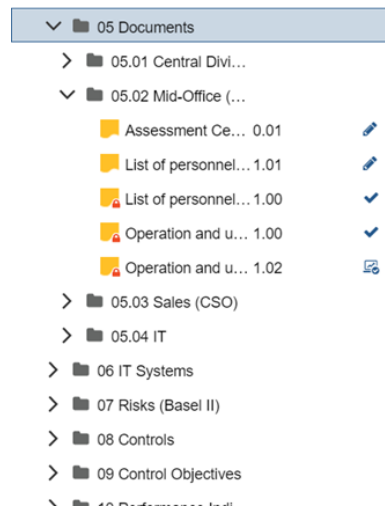 05 Documents
05.01 Central Divi...
05.02 Mid-Office (...
Assessment Ce... 0.01
List of personnel... 1.01
List of personnel... 1.00
Operation and u... 1.00
Operation and u... 1.02
05.03 Sales (CSO)
05.04 IT
06 IT Systems
07 Risks (Basel II)
08 Controls
09 Control Objectives